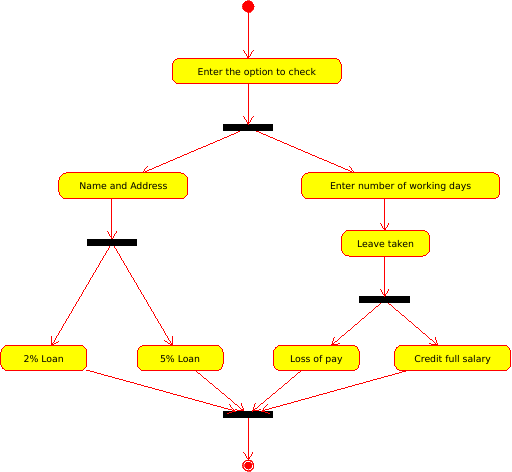 Enter the option to check
Name and Address
Enter number of working days
Leave taken
2% Loan
5% Loan
Loss of pay
Credit full salary